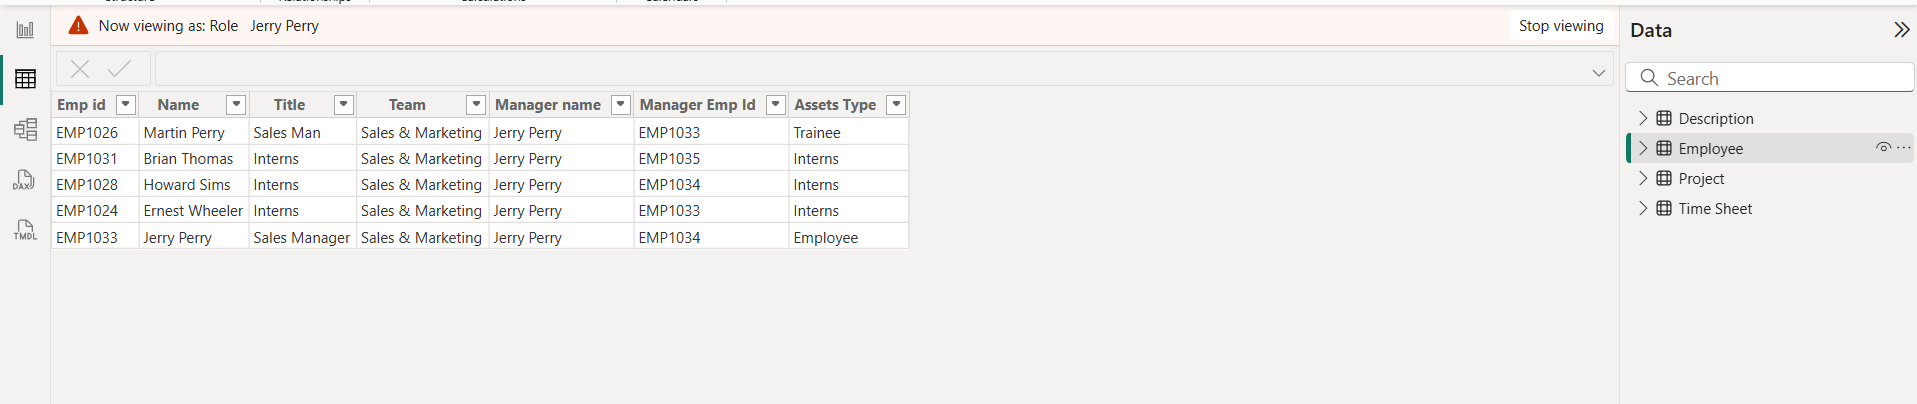 Structure Relationships Calculations Calendars
Now viewing as: Role Jerry Perry Stop viewing
Data
Search
Emp id Name Title Team Manager name Manager Emp Id Assets Type
EMP1026 Martin Perry Sales Man Sales & Marketing Jerry Perry EMP1033 Trainee
EMP1031 Brian Thomas Interns Sales & Marketing Jerry Perry EMP1035 Interns
EMP1028 Howard Sims Interns Sales & Marketing Jerry Perry EMP1034 Interns
EMP1024 Ernest Wheeler Interns Sales & Marketing Jerry Perry EMP1033 Interns
EMP1033 Jerry Perry Sales Manager Sales & Marketing Jerry Perry EMP1034 Employee
Description
Employee
Project
Time Sheet
DAX
TMDL